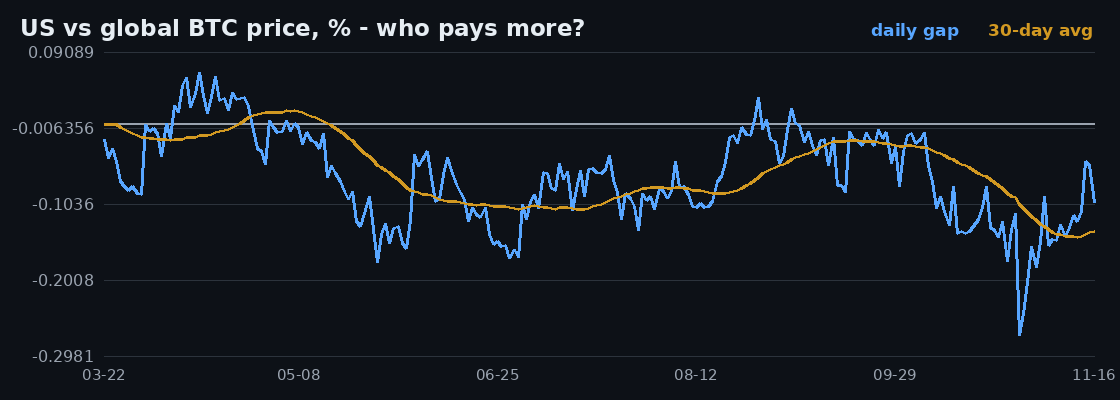 US vs global BTC price, % - who pays more?
daily gap 30-day avg
0.09089
-0.006356
-0.1036
-0.2008
-0.2981
03-22 05-08 06-25 08-12 09-29 11-16